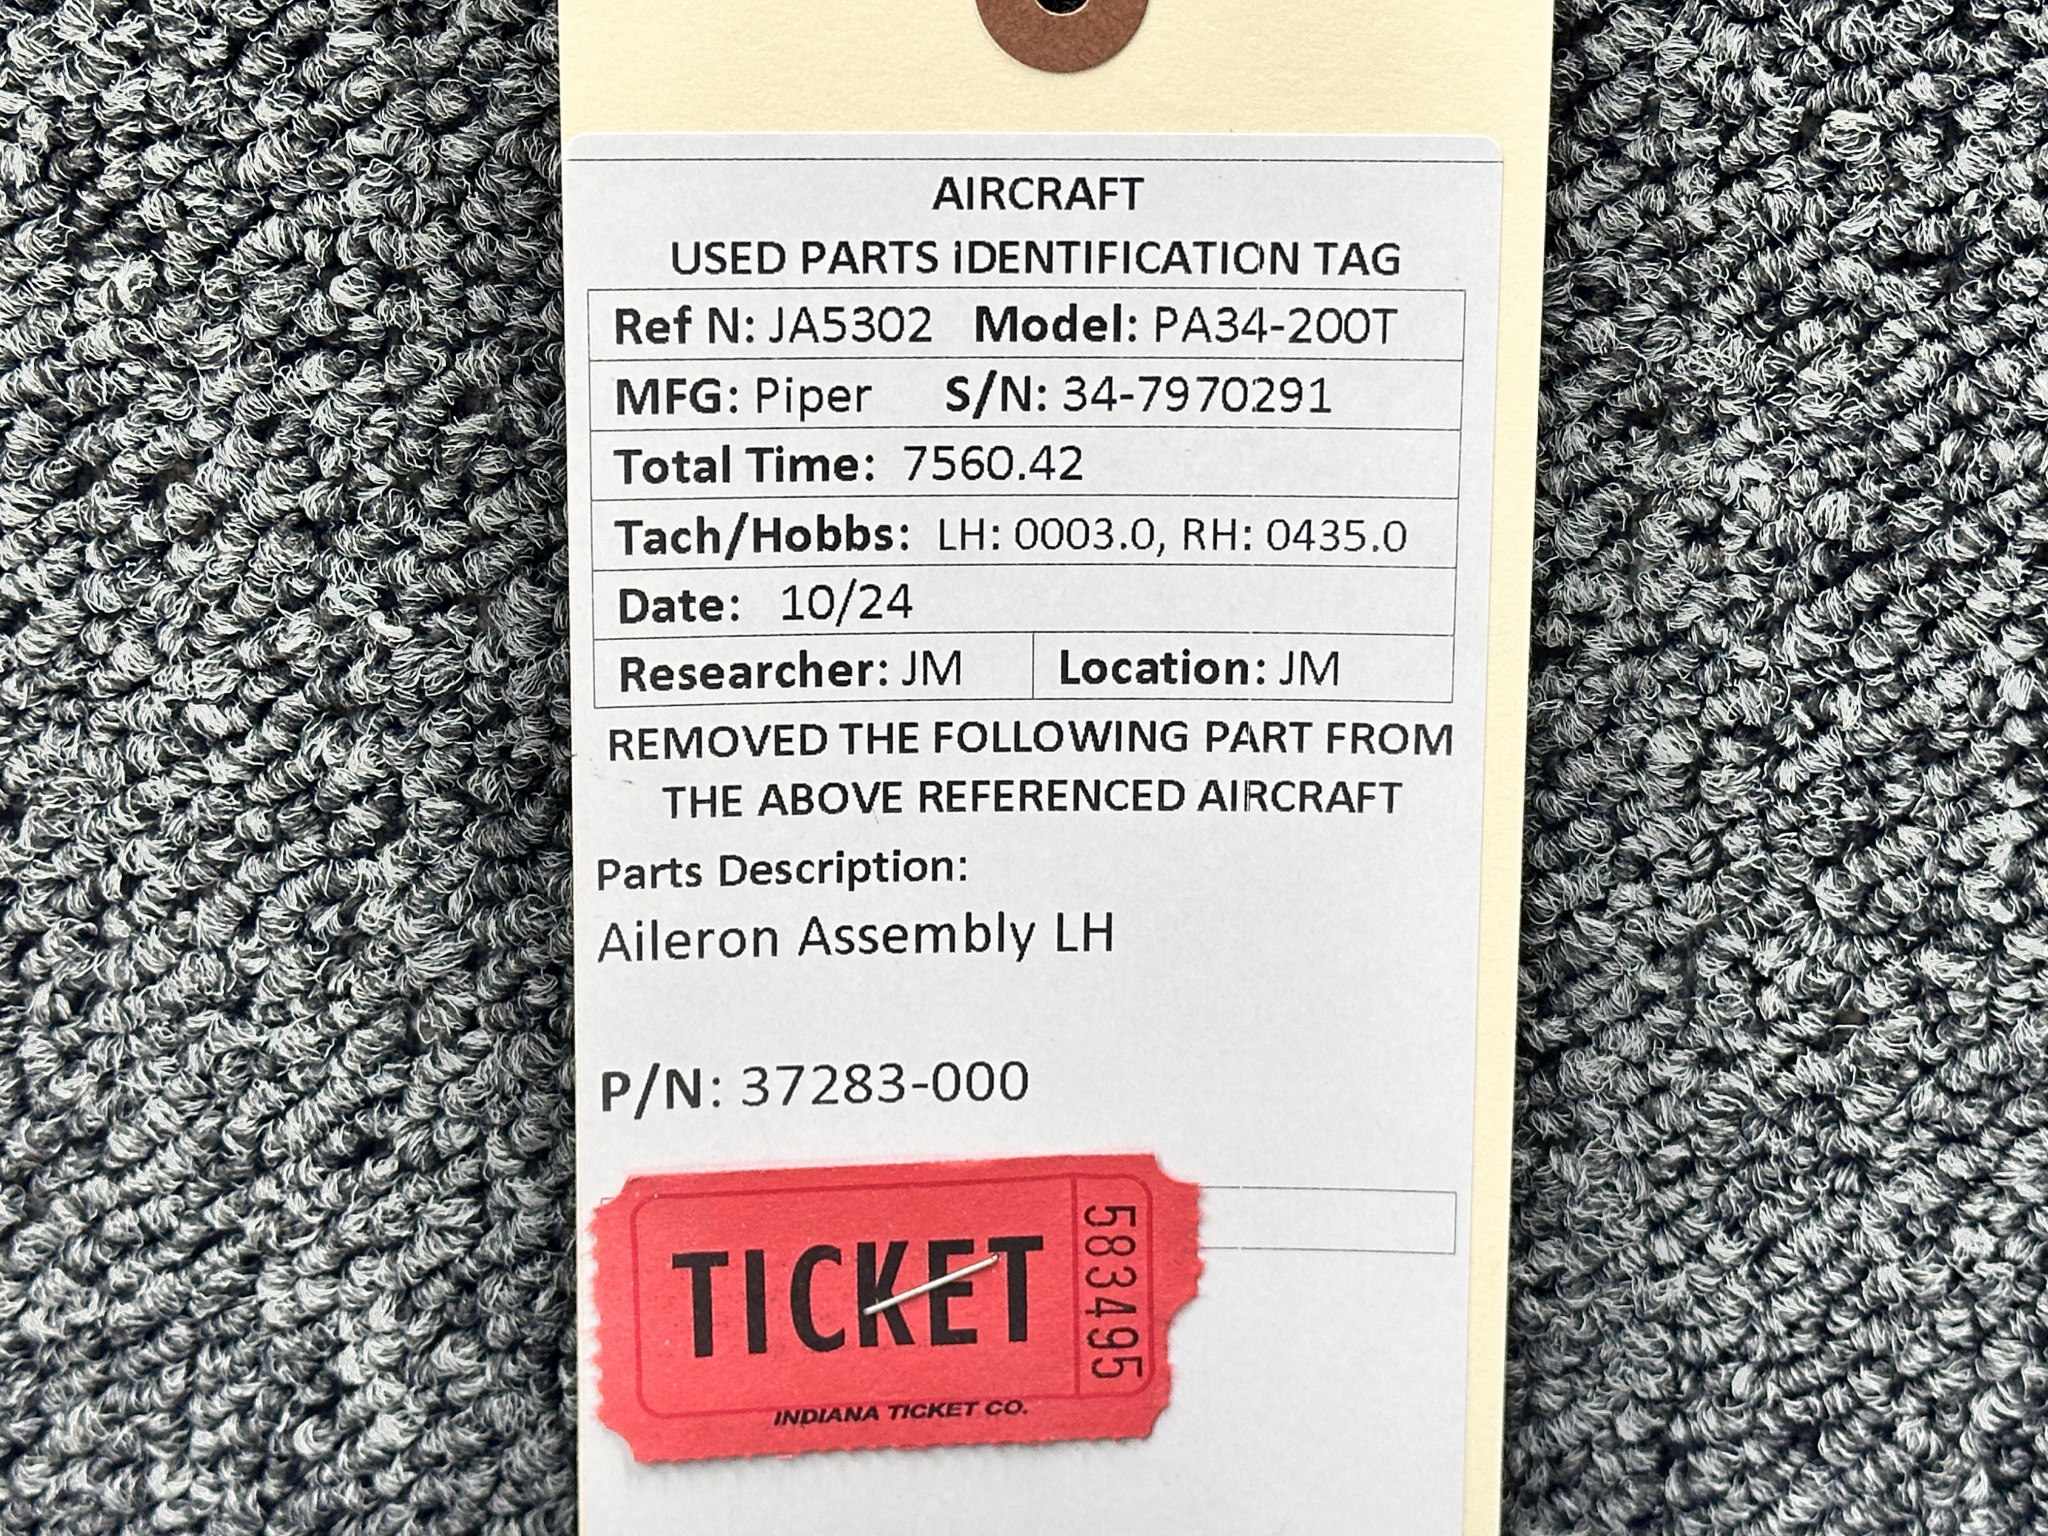 AIRCRAFT
USED PARTS IDENTIFICATION TAG
Ref N: JA5302 Model: PA34-200T
MFG: Piper S/N: 34-7970291
Total Time: 7560.42
Tach/Hobbs: LH: 0003.0, RH: 0435.0
Date: 10/24
Researcher: JM Location: JM
REMOVED THE FOLLOWING PART FROM
THE ABOVE REFERENCED AIRCRAFT
Parts Description:
Aileron Assembly LH
P/N: 37283-000
TICKET
583495
INDIANA TICKET CO.